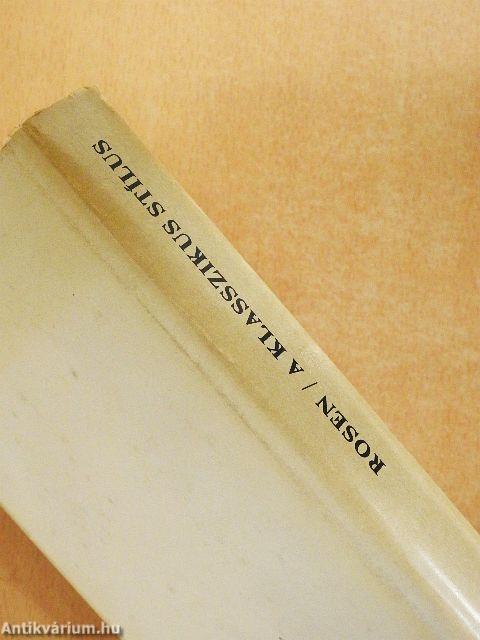 ROSEN / A KLASSZIKUS STÍLUS
Antikvárium.hu